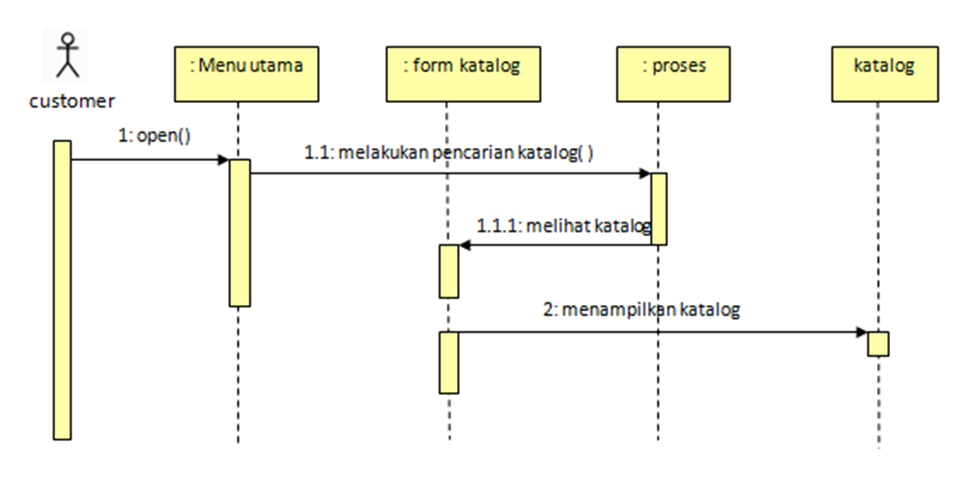 : Menu utama
: form katalog
: proses
katalog
customer
1: open()
1.1: melakukan pencarian katalog( )
1.1.1: melihat katalog
2: menampilkan katalog